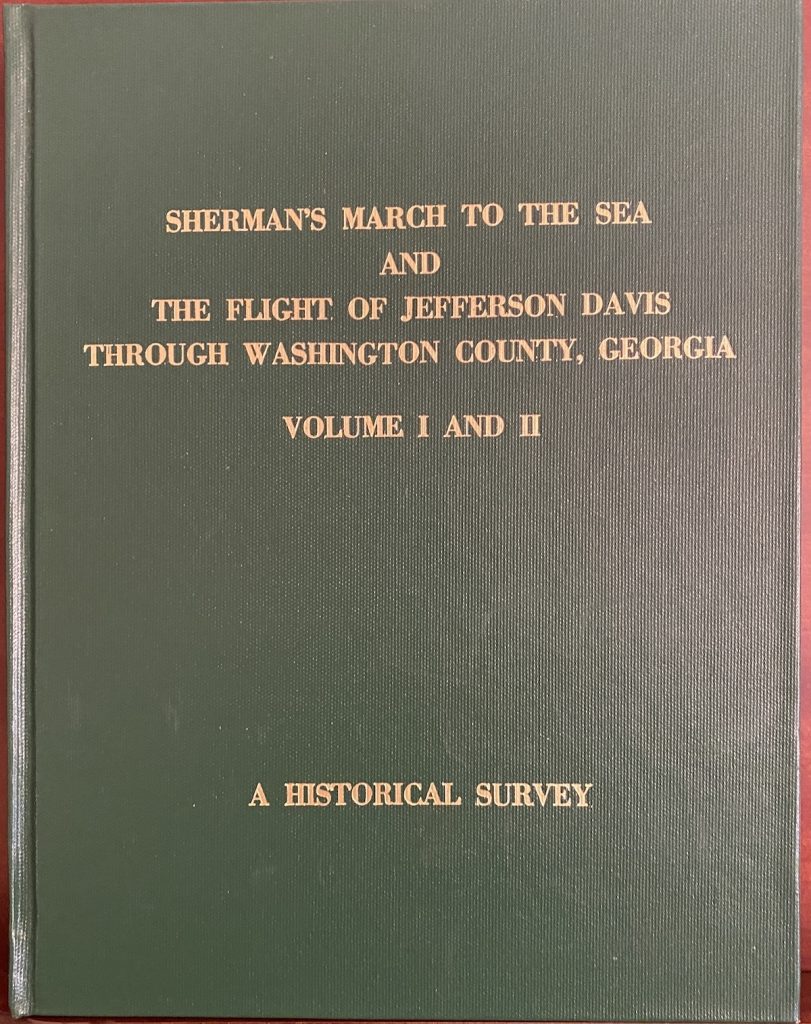 SHERMAN'S MARCH TO THE SEA
AND
THE FLIGHT OF JEFFERSON DAVIS
THROUGH WASHINGTON COUNTY, GEORGIA
VOLUME I AND II
A HISTORICAL SURVEY